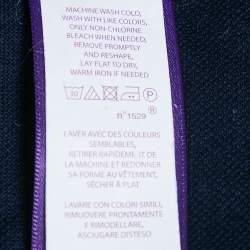 MACHINE WASH COLD,
WASH WITH LIKE COLORS,
ONLY NON-CHLORINE
BLEACH WHEN NEEDED,
REMOVE PROMPTLY
AND RESHAPE,
LAY FLAT TO DRY,
WARM IRON IF NEEDED
30
P
n°1529
LAVER AVEC DES COULEURS
SEMBLABLES,
RETIRER RAPIDEMENT. IT DE
LA MACHINE ET REDONNER
SA FORME AU VÊTEMENT,
SÉCHER À PLAT
LAVARE CON COLORI SIMILI,
RIMUOVERE PRONTAMENTE
E RIMODELLARE,
ASCIUGARE DISTESO